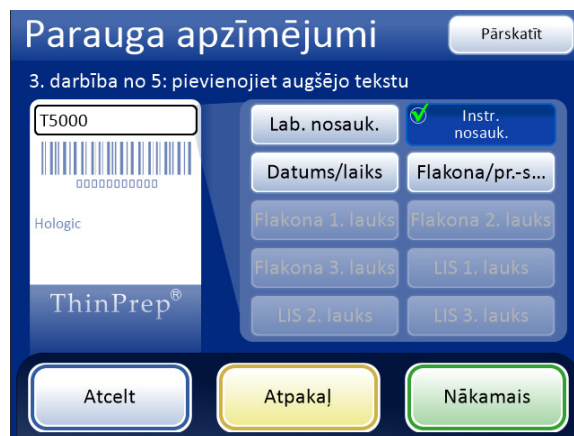 Parauga apzīmējumi
Pārskatīt
3. darbība no 5: pievienojiet augšējo tekstu
T5000
00000000000
Hologic
ThinPrep®
Lab. nosauk.
Instr.
nosauk.
Datums/laiks
Flakona/pr.-s...
Flakona 1. lauks
Flakona 2. lauks
Flakona 3. lauks
LIS 1. lauks
LIS 2. lauks
LIS 3. lauks
Atcelt
Atpakaļ
Nākamais